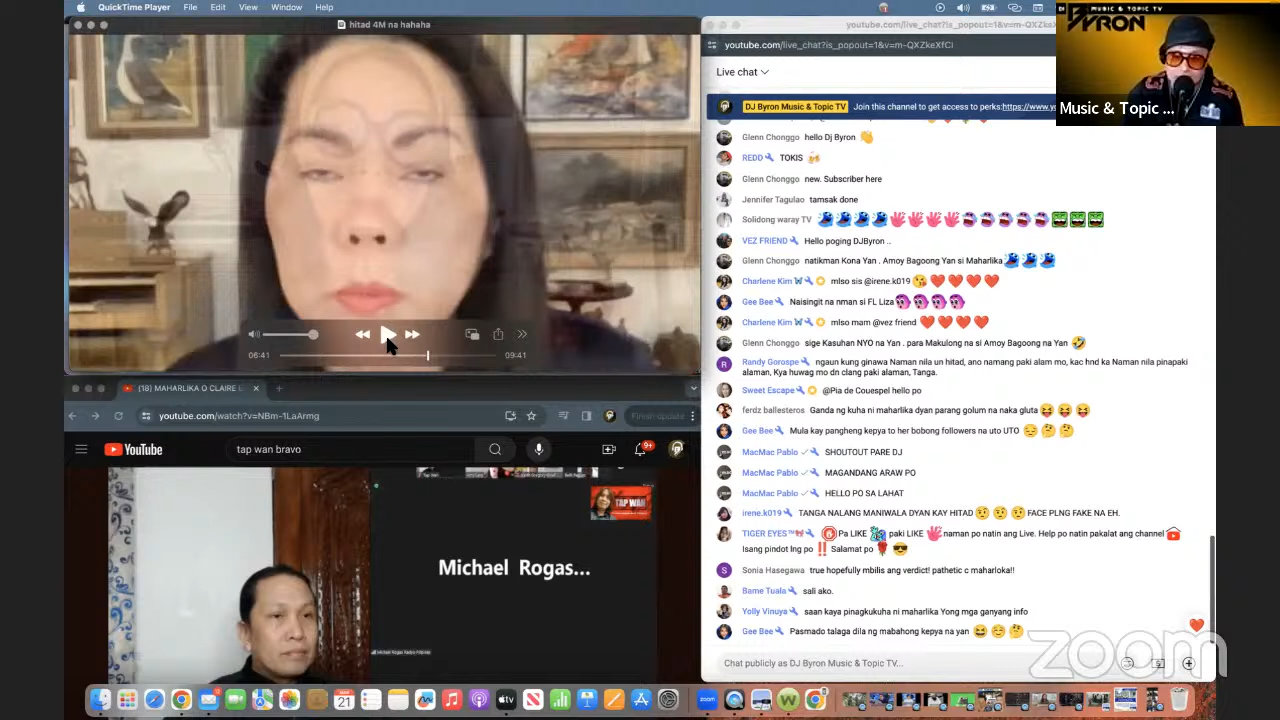 QuickTime Player File Edit View Window Help
hitad 4M na hahaha
06:41 09:41
(18) MAHARLIKA O CLAIRE E
youtube.com/watch?v=NBm-1LaArmg
Finish update
YouTube
tap wan bravo
9+
TAP WAN
Michael Rogas...
youtube.com/live_chat?is_popout=1&v=m-QXZkeXfCi
Live chat
DJ Byron Music & Topic TV Join this channel to get access to perks:
Glenn Chonggo hello Dj Byron 👋
REDD TOKIS 🍻
Glenn Chonggo new. Subscriber here
Jennifer Tagulao tamsak done
Solidong waray TV
VEZ FRIEND Hello poging DJByron ..
Glenn Chonggo natikman Kona Yan . Amoy Bagoong Yan si Maharlika
Charlene Kim mlso sis @irene.k019 😘❤️❤️❤️❤️
Gee Bee Naisingit na nman si FL Liza
Charlene Kim mlso mam @vez friend ❤️❤️❤️❤️
Glenn Chonggo sige Kasuhan NYO na Yan . para Makulong na si Amoy Bagoong na Yan 🤣
Randy Gorospe ngaun kung ginawa Naman nila un hitad, ano namang paki alam mo, kac hnd ka Naman nila pinapaki
alaman, Kya huwag mo dn clang paki alaman, Tanga.
Sweet Escape @Pia de Couespel hello po
ferdz ballesteros Ganda ng kuha ni maharlika dyan parang golum na naka gluta 😝😝😝
Gee Bee Mula kay pangheng kepya to her bobong followers na uto UTO 😔🤔🤔
MacMac Pablo SHOUTOUT PARE DJ
MacMac Pablo MAGANDANG ARAW PO
MacMac Pablo HELLO PO SA LAHAT
irene.k019 TANGA NALANG MANIWALA DYAN KAY HITAD 🤨🤨🤨 FACE PLNG FAKE NA EH.
TIGER EYES™ Pa LIKE paki LIKE naman po natin ang Live. Help po natin pakalat ang channel
Isang pindot lng po ‼️ Salamat po 🌹😎
Sonia Hasegawa true hopefully mbilis ang verdict! pathetic c maharloka!!
Bame Tuala sali ako.
Yolly Vinuya saan kaya pinagkukuha ni maharlika Yong mga ganyang info
Gee Bee Pasmado talaga dila ng mabahong kepya na yan 😆☺️🤔
Chat publicly as DJ Byron Music & Topic TV...
MUSIC & TOPIC TV
BYRON
Music & Topic ...
zoom